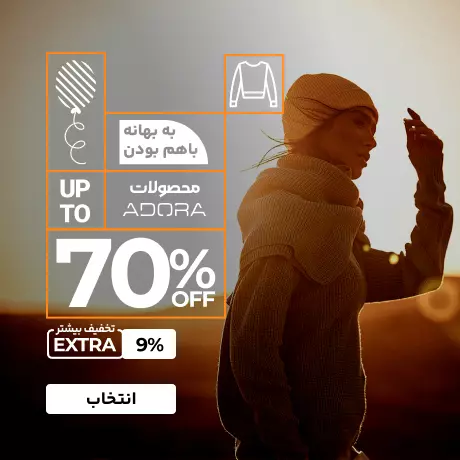 به بهانه
باهم بودن
UP
TO
محصولات
ADORA
70%
OFF
تخفیف بیشتر
EXTRA 9%
انتخاب